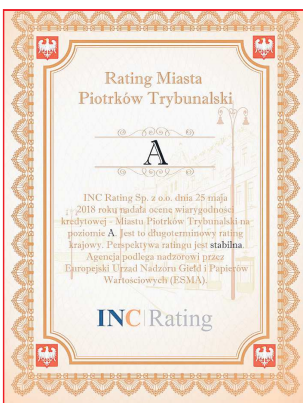 Rating Miasta
Piotrków Trybunalski
A
INC Rating Sp. z o.o. dnia 25 maja
2018 roku nadała ocenę wiarygodności
kredytowej – Miastu Piotrków Trybunalski na
poziomie A. Jest to długoterminowy rating
krajowy. Perspektywa ratingu jest stabilna.
Agencja podlega nadzorowi przez
Europejski Urząd Nadzoru Giełd i Papierów
Wartościowych (ESMA).
INC Rating